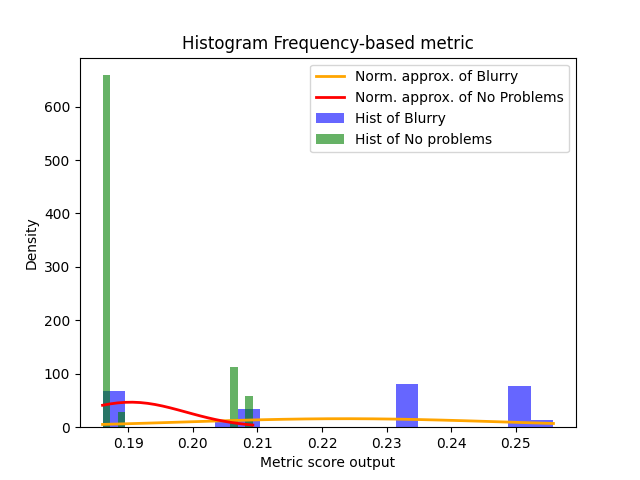 Histogram Frequency-based metric
Norm. approx. of Blurry
Norm. approx. of No Problems
Hist of Blurry
Hist of No problems
Density
600
500
400
300
200
100
0
0.19 0.20 0.21 0.22 0.23 0.24 0.25
Metric score output